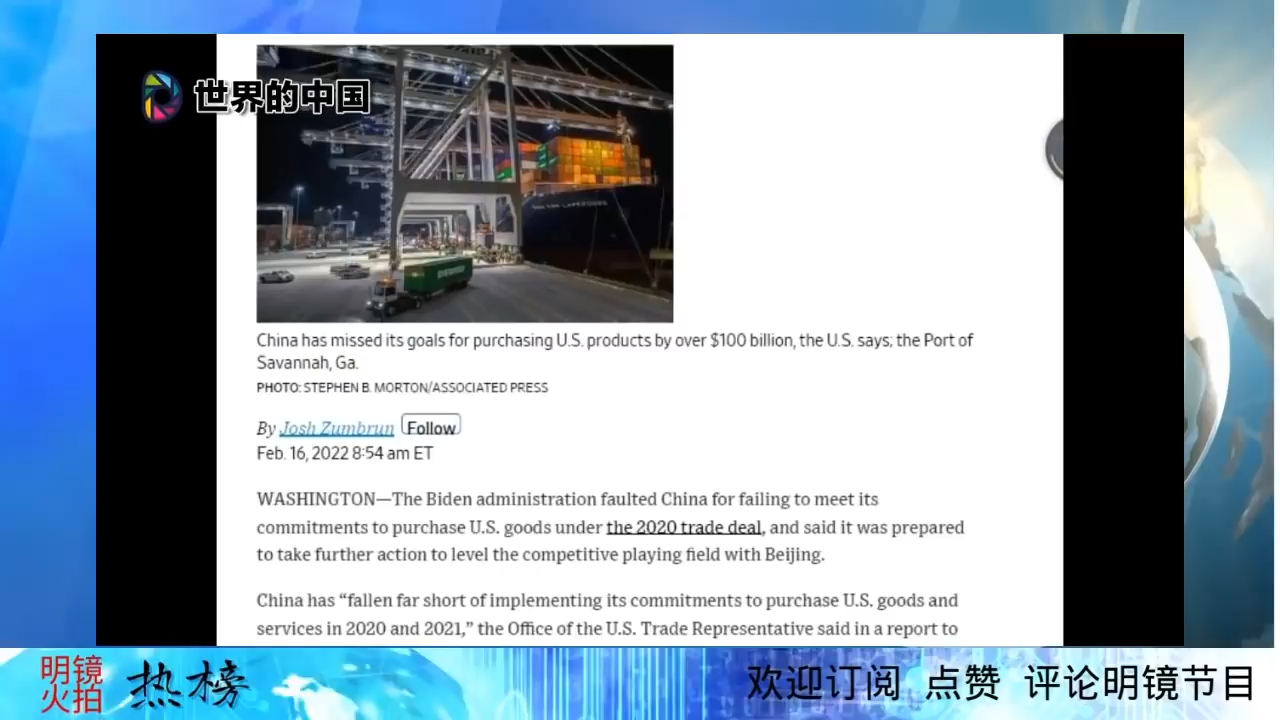 世界的中国
China has missed its goals for purchasing U.S. products by over $100 billion, the U.S. says; the Port of
Savannah, Ga.
PHOTO: STEPHEN B. MORTON/ASSOCIATED PRESS
By Josh Zumbrun Follow
Feb. 16, 2022 8:54 am ET
WASHINGTON—The Biden administration faulted China for failing to meet its
commitments to purchase U.S. goods under the 2020 trade deal, and said it was prepared
to take further action to level the competitive playing field with Beijing.
China has “fallen far short of implementing its commitments to purchase U.S. goods and
services in 2020 and 2021,” the Office of the U.S. Trade Representative said in a report to
明镜
火拍
热榜
欢迎订阅 点赞 评论明镜节目